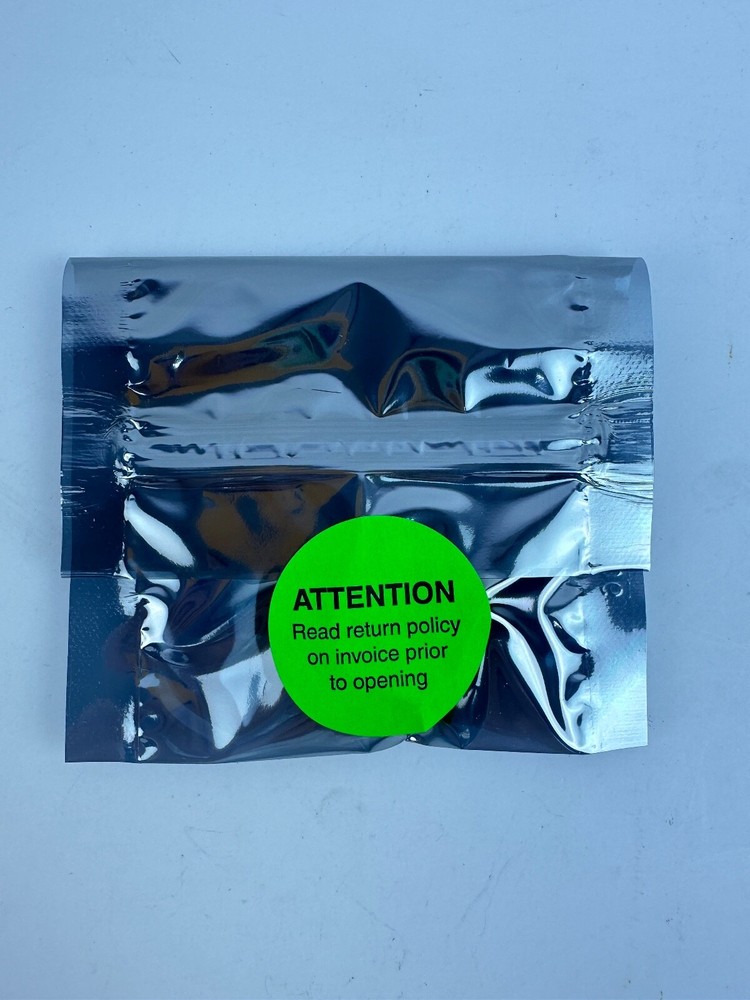 ATTENTION
Read return policy
on invoice prior
to opening